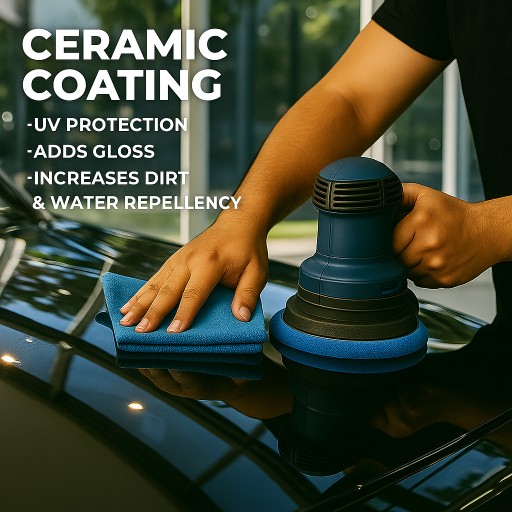 CERAMIC
COATING
-UV PROTECTION
-ADDS GLOSS
-INCREASES DIRT
& WATER REPELLENCY